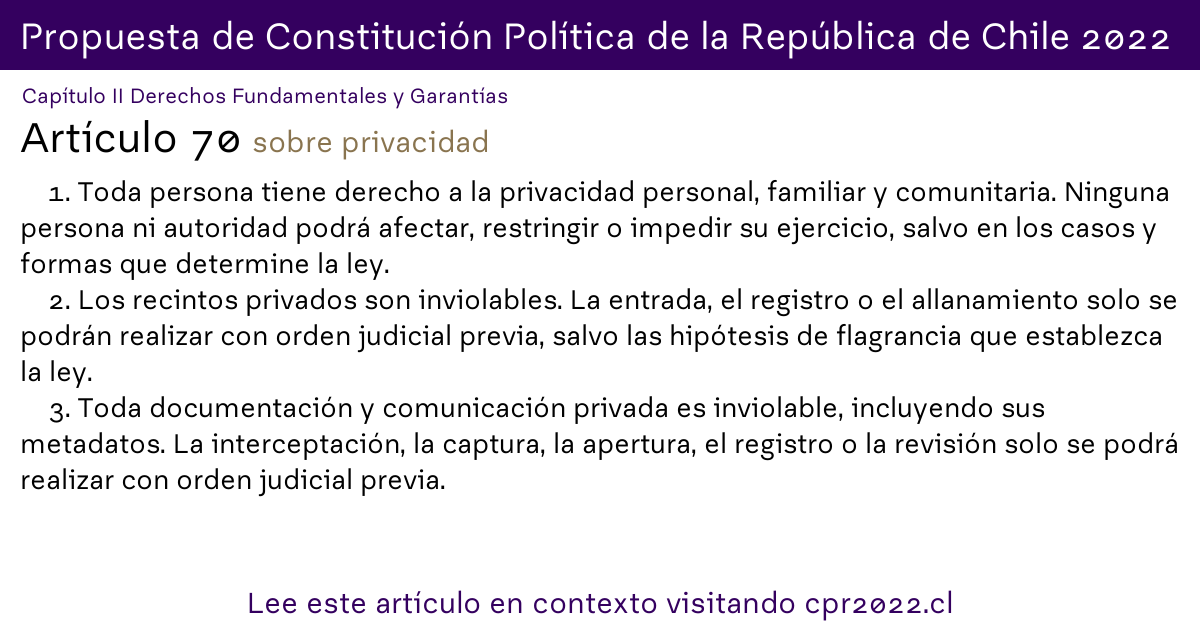 Propuesta de Constitución Política de la República de Chile 2022
Capítulo II Derechos Fundamentales y Garantías
Artículo 70 sobre privacidad
1. Toda persona tiene derecho a la privacidad personal, familiar y comunitaria. Ninguna
persona ni autoridad podrá afectar, restringir o impedir su ejercicio, salvo en los casos y
formas que determine la ley.
2. Los recintos privados son inviolables. La entrada, el registro o el allanamiento solo se
podrán realizar con orden judicial previa, salvo las hipótesis de flagrancia que establezca
la ley.
3. Toda documentación y comunicación privada es inviolable, incluyendo sus
metadatos. La interceptación, la captura, la apertura, el registro o la revisión solo se podrá
realizar con orden judicial previa.
Lee este artículo en contexto visitando cpr2022.cl